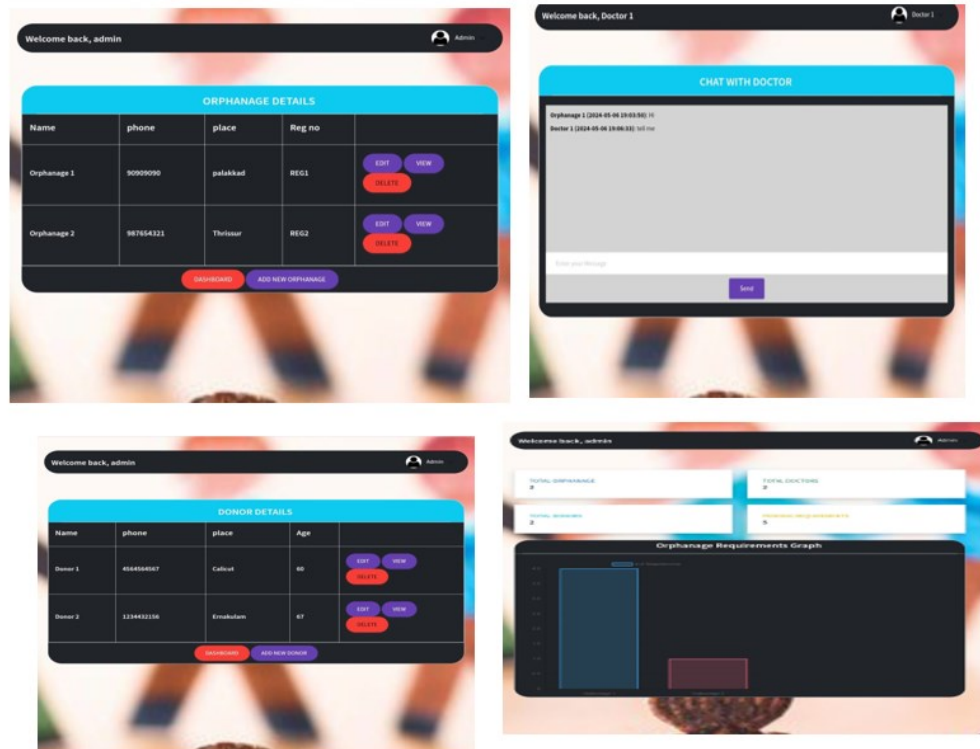 Welcome back, admin
Admin
ORPHANAGE DETAILS
Name phone place Reg no
Orphanage 1 90909090 palakkad REG1
EDIT VIEW
DELETE
Orphanage 2 987654321 Thrissur REG2
EDIT VIEW
DELETE
DASHBOARD ADD NEW ORPHANAGE
Welcome back, Doctor 1
Doctor 1
CHAT WITH DOCTOR
Orphanage 1 (2024-05-06 19:03:50): Hi
Doctor 1 (2024-05-06 19:06:33): tell me
Enter your Message
Send
Welcome back, admin
Admin
DONOR DETAILS
Name phone place Age
Donor 1 4564564567 Calicut 60
EDIT VIEW
DELETE
Donor 2 1234432156 Ernakulam 67
EDIT VIEW
DELETE
DASHBOARD ADD NEW DONOR
Welcome back, admin
Admin
TOTAL ORPHANAGE
2
TOTAL DOCTORS
2
TOTAL DONORS
2
5
Orphanage Requirements Graph